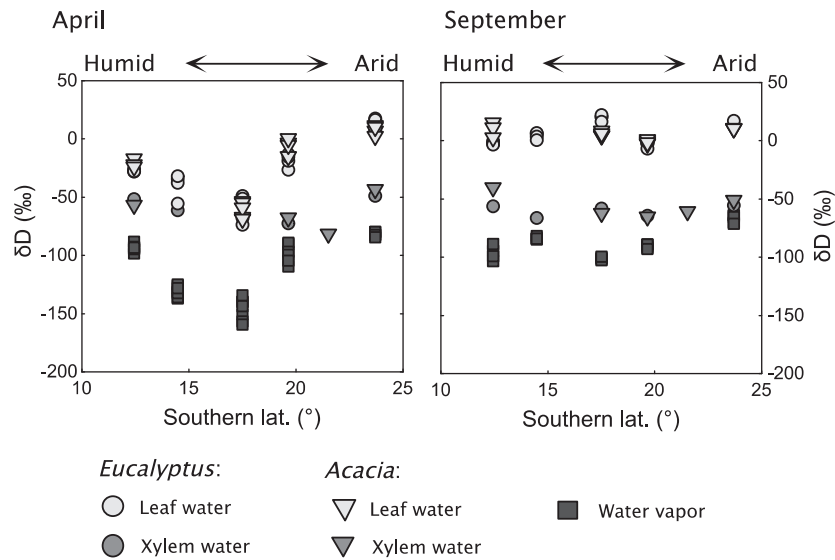 April
September
Humid
Arid
Humid
Arid
50
0
-50
-100
-150
-200
δD (‰)
10
15
20
25
Southern lat. (°)
50
0
-50
-100
-150
-200
δD (‰)
10
15
20
25
Southern lat. (°)
Eucalyptus:
Leaf water
Xylem water
Acacia:
Leaf water
Xylem water
Water vapor